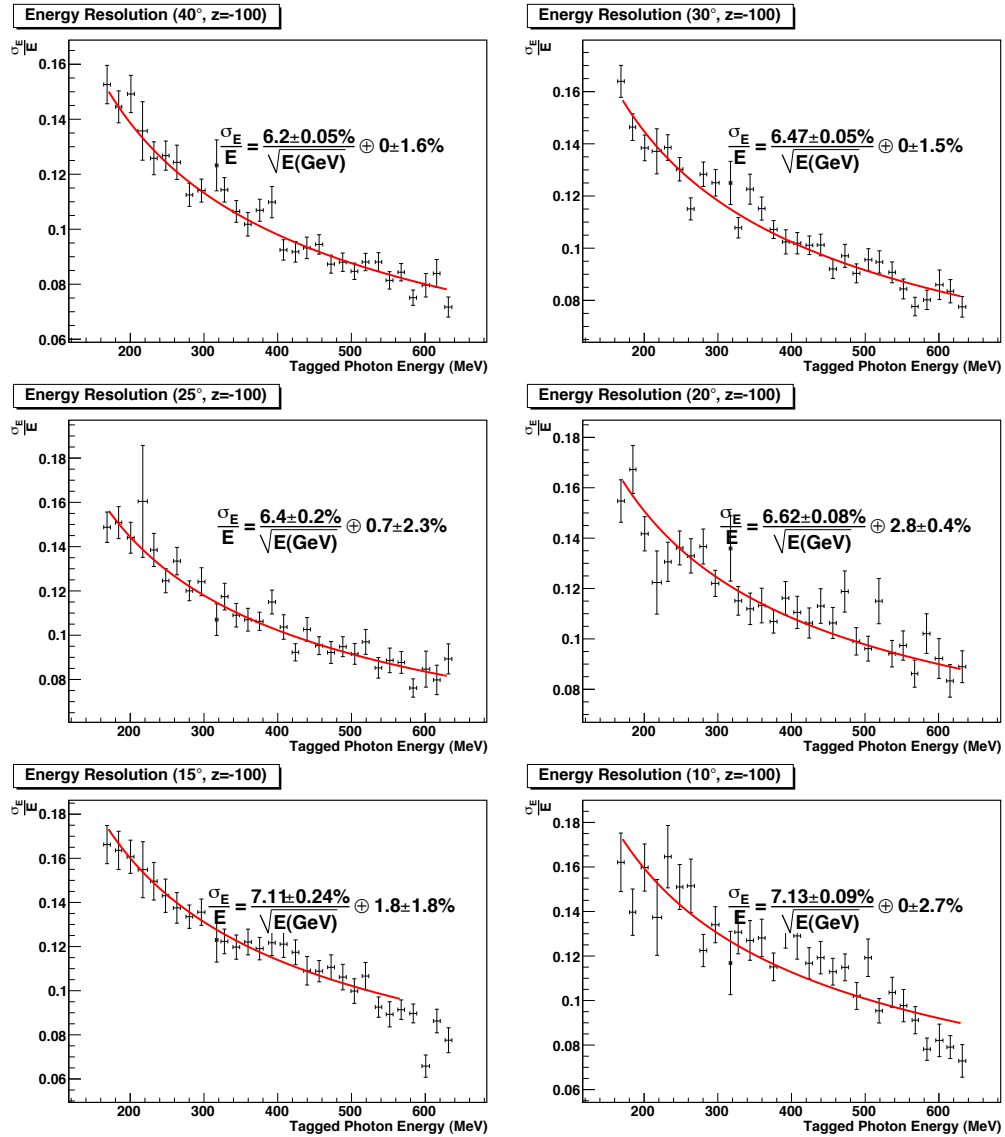 Energy Resolution (40°, z=-100)
σE/E
0.16
0.14
0.12
0.1
0.08
0.06
σE/E = 6.2±0.05%/√E(GeV) ⊕ 0±1.6%
200 300 400 500 600
Tagged Photon Energy (MeV)
Energy Resolution (30°, z=-100)
σE/E
0.16
0.14
0.12
0.1
0.08
σE/E = 6.47±0.05%/√E(GeV) ⊕ 0±1.5%
200 300 400 500 600
Tagged Photon Energy (MeV)
Energy Resolution (25°, z=-100)
σE/E
0.18
0.16
0.14
0.12
0.1
0.08
σE/E = 6.4±0.2%/√E(GeV) ⊕ 0.7±2.3%
200 300 400 500 600
Tagged Photon Energy (MeV)
Energy Resolution (20°, z=-100)
σE/E
0.18
0.16
0.14
0.12
0.1
0.08
σE/E = 6.62±0.08%/√E(GeV) ⊕ 2.8±0.4%
200 300 400 500 600
Tagged Photon Energy (MeV)
Energy Resolution (15°, z=-100)
σE/E
0.18
0.16
0.14
0.12
0.1
0.08
0.06
σE/E = 7.11±0.24%/√E(GeV) ⊕ 1.8±1.8%
200 300 400 500 600
Tagged Photon Energy (MeV)
Energy Resolution (10°, z=-100)
σE/E
0.18
0.16
0.14
0.12
0.1
0.08
0.06
σE/E = 7.13±0.09%/√E(GeV) ⊕ 0±2.7%
200 300 400 500 600
Tagged Photon Energy (MeV)